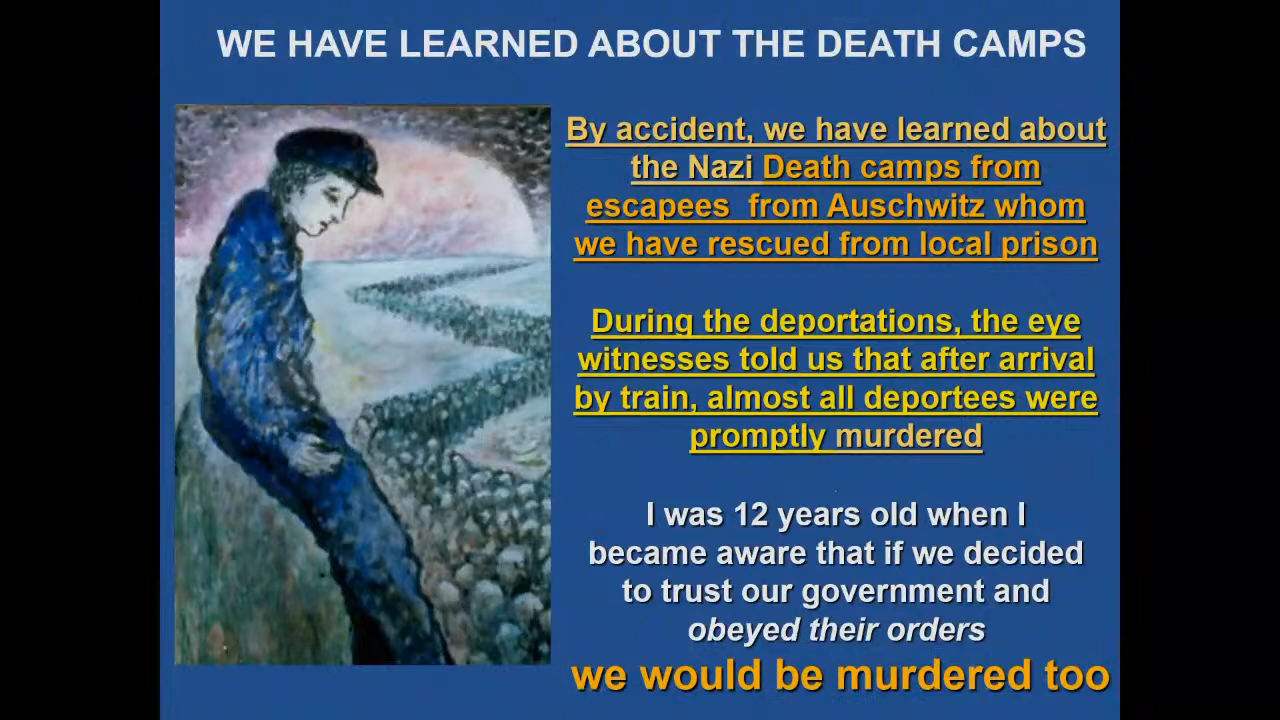 WE HAVE LEARNED ABOUT THE DEATH CAMPS
By accident, we have learned about
the Nazi Death camps from
escapees  from Auschwitz whom
we have rescued from local prison
During the deportations, the eye
witnesses told us that after arrival
by train, almost all deportees were
promptly murdered
I was 12 years old when I
became aware that if we decided
to trust our government and
obeyed their orders
we would be murdered too